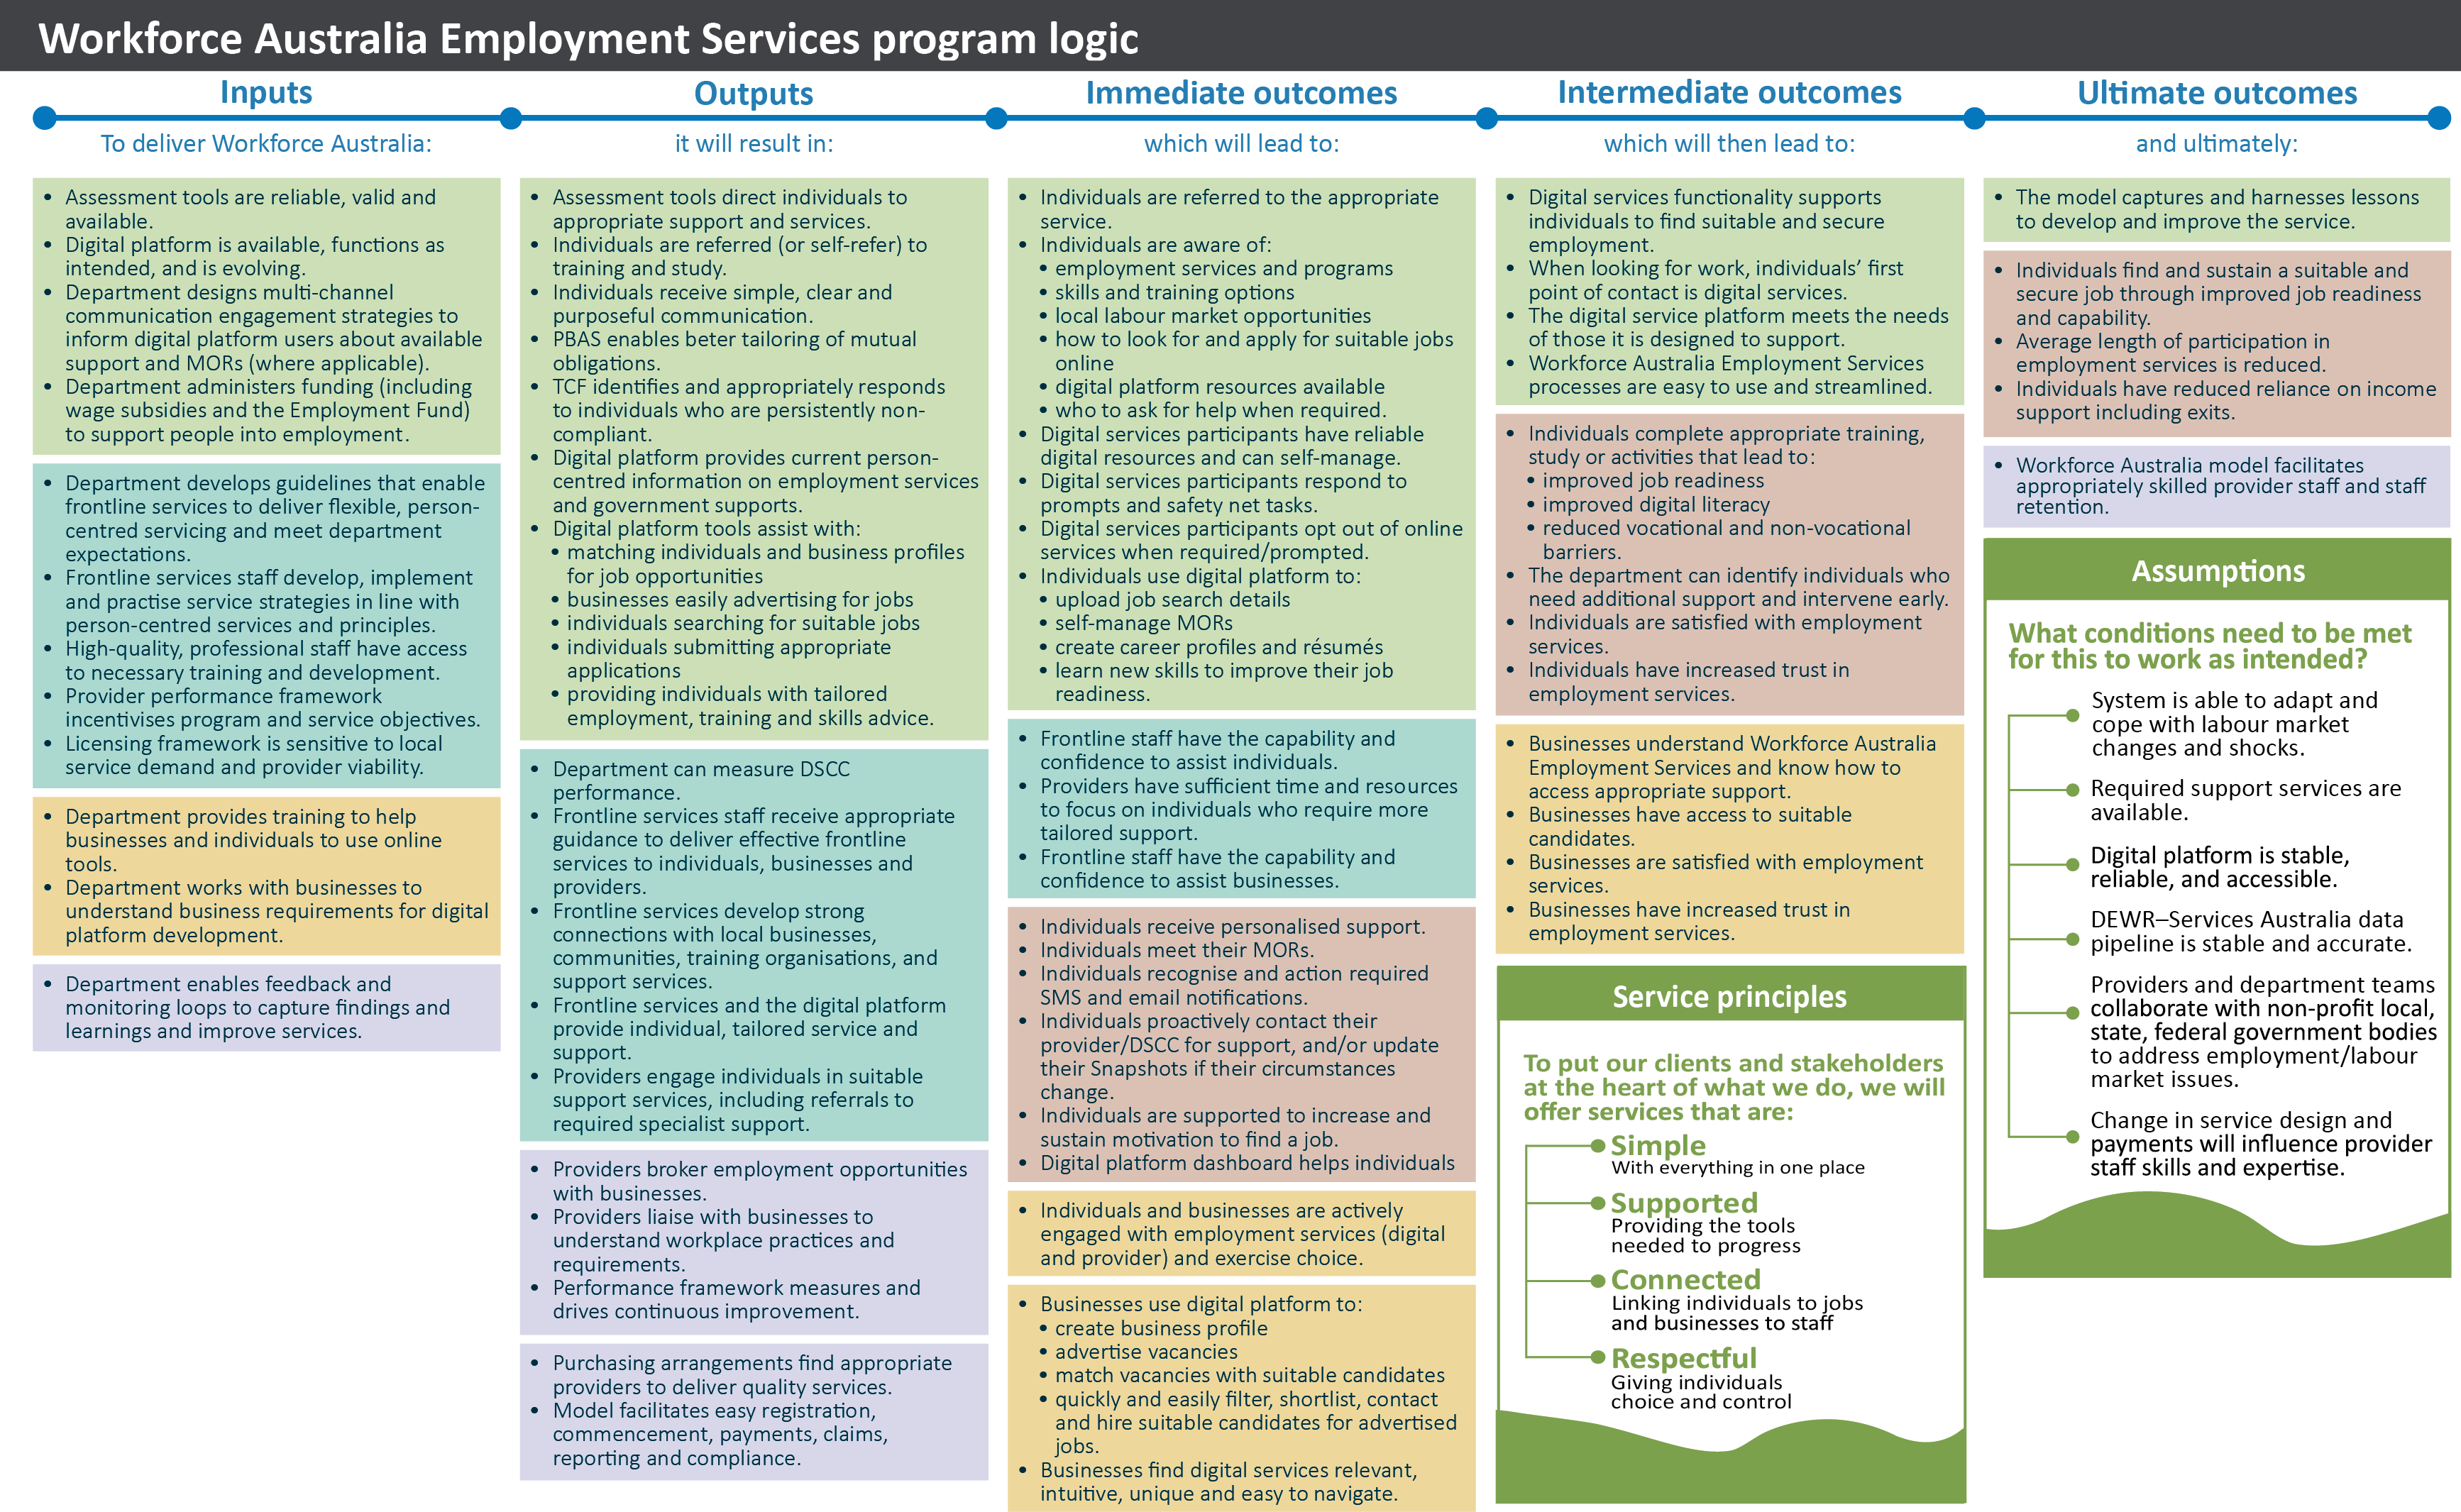 Workforce Australia Employment Services program logic
Inputs
To deliver Workforce Australia:
• Assessment tools are reliable, valid and
available.
• Digital platform is available, functions as
intended, and is evolving.
• Department designs multi-channel
communication engagement strategies to
inform digital platform users about available
support and MORs (where applicable).
• Department administers funding (including
wage subsidies and the Employment Fund)
to support people into employment.
• Department develops guidelines that enable
frontline services to deliver flexible, person-
centred servicing and meet department
expectations.
• Frontline services staff develop, implement
and practise service strategies in line with
person-centred services and principles.
• High-quality, professional staff have access
to necessary training and development.
• Provider performance framework
incentivises program and service objectives.
• Licensing framework is sensitive to local
service demand and provider viability.
• Department provides training to help
businesses and individuals to use online
tools.
• Department works with businesses to
understand business requirements for digital
platform development.
• Department enables feedback and
monitoring loops to capture findings and
learnings and improve services.
Outputs
it will result in:
• Assessment tools direct individuals to
appropriate support and services.
• Individuals are referred (or self-refer) to
training and study.
• Individuals receive simple, clear and
purposeful communication.
• PBAS enables beter tailoring of mutual
obligations.
• TCF identifies and appropriately responds
to individuals who are persistently non-
compliant.
• Digital platform provides current person-
centred information on employment services
and government supports.
• Digital platform tools assist with:
• matching individuals and business profiles
for job opportunities
• businesses easily advertising for jobs
• individuals searching for suitable jobs
• individuals submitting appropriate
applications
• providing individuals with tailored
employment, training and skills advice.
• Department can measure DSCC
performance.
• Frontline services staff receive appropriate
guidance to deliver effective frontline
services to individuals, businesses and
providers.
• Frontline services develop strong
connections with local businesses,
communities, training organisations, and
support services.
• Frontline services and the digital platform
provide individual, tailored service and
support.
• Providers engage individuals in suitable
support services, including referrals to
required specialist support.
• Providers broker employment opportunities
with businesses.
• Providers liaise with businesses to
understand workplace practices and
requirements.
• Performance framework measures and
drives continuous improvement.
• Purchasing arrangements find appropriate
providers to deliver quality services.
• Model facilitates easy registration,
commencement, payments, claims,
reporting and compliance.
Immediate outcomes
which will lead to:
• Individuals are referred to the appropriate
service.
• Individuals are aware of:
• employment services and programs
• skills and training options
• local labour market opportunities
• how to look for and apply for suitable jobs
online
• digital platform resources available
• who to ask for help when required.
• Digital services participants have reliable
digital resources and can self-manage.
• Digital services participants respond to
prompts and safety net tasks.
• Digital services participants opt out of online
services when required/prompted.
• Individuals use digital platform to:
• upload job search details
• self-manage MORs
• create career profiles and résumés
• learn new skills to improve their job
readiness.
• Frontline staff have the capability and
confidence to assist individuals.
• Providers have sufficient time and resources
to focus on individuals who require more
tailored support.
• Frontline staff have the capability and
confidence to assist businesses.
• Individuals receive personalised support.
• Individuals meet their MORs.
• Individuals recognise and action required
SMS and email notifications.
• Individuals proactively contact their
provider/DSCC for support, and/or update
their Snapshots if their circumstances
change.
• Individuals are supported to increase and
sustain motivation to find a job.
• Digital platform dashboard helps individuals
• Individuals and businesses are actively
engaged with employment services (digital
and provider) and exercise choice.
• Businesses use digital platform to:
• create business profile
• advertise vacancies
• match vacancies with suitable candidates
• quickly and easily filter, shortlist, contact
and hire suitable candidates for advertised
jobs.
• Businesses find digital services relevant,
intuitive, unique and easy to navigate.
Intermediate outcomes
which will then lead to:
• Digital services functionality supports
individuals to find suitable and secure
employment.
• When looking for work, individuals’ first
point of contact is digital services.
• The digital service platform meets the needs
of those it is designed to support.
• Workforce Australia Employment Services
processes are easy to use and streamlined.
• Individuals complete appropriate training,
study or activities that lead to:
• improved job readiness
• improved digital literacy
• reduced vocational and non-vocational
barriers.
• The department can identify individuals who
need additional support and intervene early.
• Individuals are satisfied with employment
services.
• Individuals have increased trust in
employment services.
• Businesses understand Workforce Australia
Employment Services and know how to
access appropriate support.
• Businesses have access to suitable
candidates.
• Businesses are satisfied with employment
services.
• Businesses have increased trust in
employment services.
Service principles
To put our clients and stakeholders
at the heart of what we do, we will
offer services that are:
Simple
With everything in one place
Supported
Providing the tools
needed to progress
Connected
Linking individuals to jobs
and businesses to staff
Respectful
Giving individuals
choice and control
Ultimate outcomes
and ultimately:
• The model captures and harnesses lessons
to develop and improve the service.
• Individuals find and sustain a suitable and
secure job through improved job readiness
and capability.
• Average length of participation in
employment services is reduced.
• Individuals have reduced reliance on income
support including exits.
• Workforce Australia model facilitates
appropriately skilled provider staff and staff
retention.
Assumptions
What conditions need to be met
for this to work as intended?
System is able to adapt and
cope with labour market
changes and shocks.
Required support services are
available.
Digital platform is stable,
reliable, and accessible.
DEWR–Services Australia data
pipeline is stable and accurate.
Providers and department teams
collaborate with non-profit local,
state, federal government bodies
to address employment/labour
market issues.
Change in service design and
payments will influence provider
staff skills and expertise.